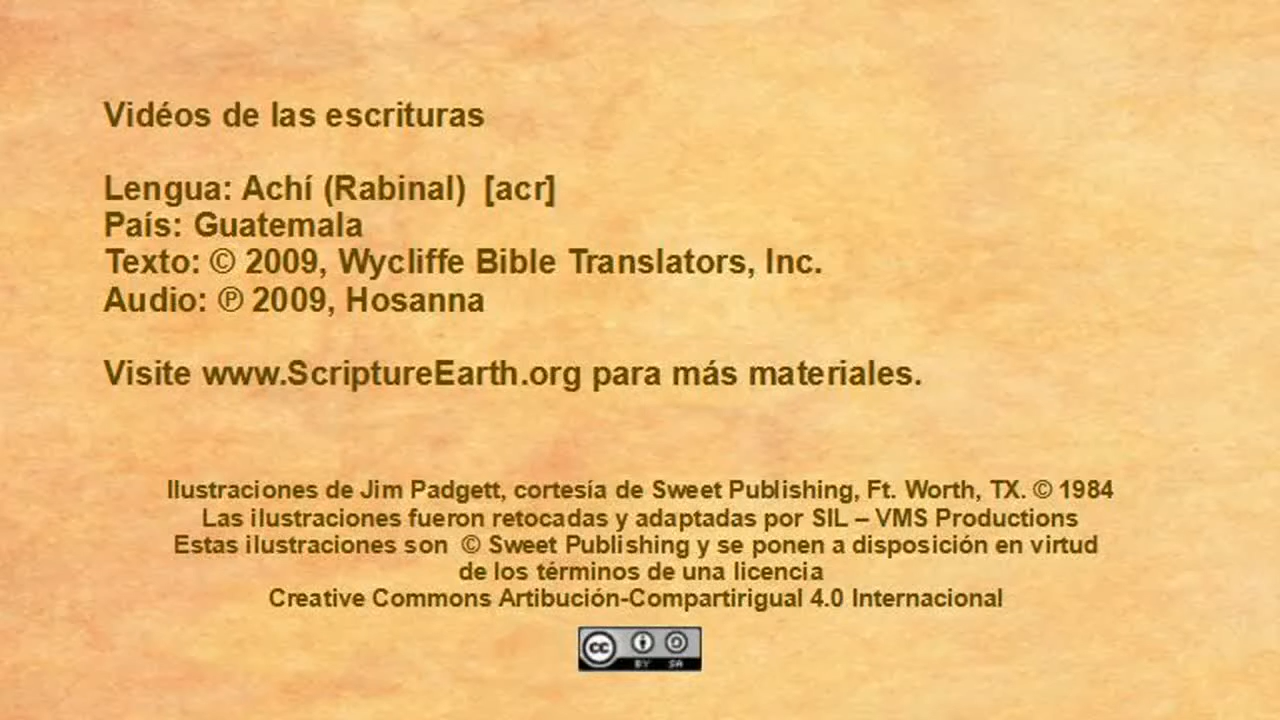 Vidéos de las escrituras
Lengua: Achí (Rabinal) [acr]
País: Guatemala
Texto: © 2009, Wycliffe Bible Translators, Inc.
Audio: ℗ 2009, Hosanna
Visite www.ScriptureEarth.org para más materiales.
Ilustraciones de Jim Padgett, cortesía de Sweet Publishing, Ft. Worth, TX. © 1984
Las ilustraciones fueron retocadas y adaptadas por SIL – VMS Productions
Estas ilustraciones son © Sweet Publishing y se ponen a disposición en virtud
de los términos de una licencia
Creative Commons Artibución-Compartirigual 4.0 Internacional
cc BY SA